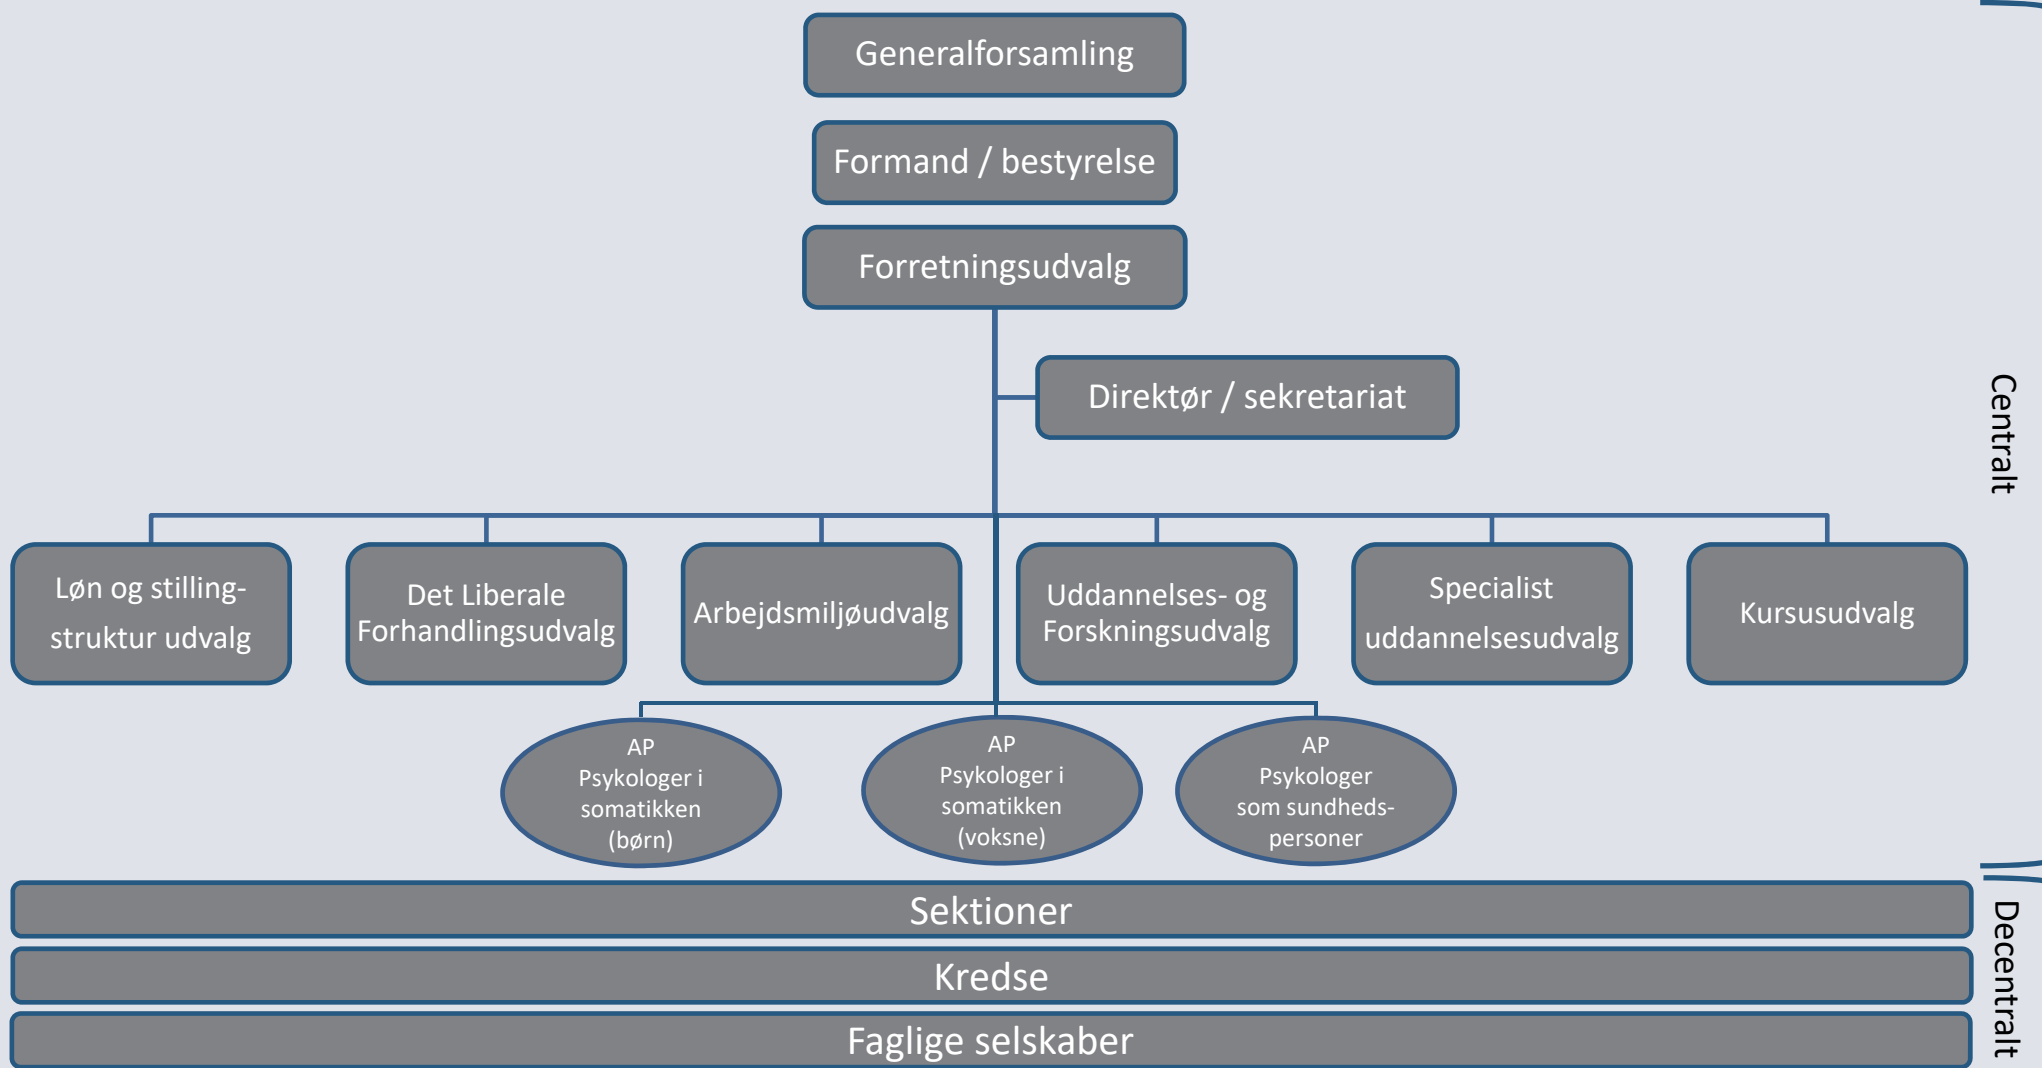 Generalforsamling
Formand / bestyrelse
Forretningsudvalg
Direktør / sekretariat
Centralt
Løn og stilling-
struktur udvalg
Det Liberale
Forhandlingsudvalg
Arbejdsmiljøudvalg
Uddannelses- og
Forskningsudvalg
Specialist
uddannelsesudvalg
Kursusudvalg
AP
Psykologer i
somatikken
(børn)
AP
Psykologer i
somatikken
(voksne)
AP
Psykologer
som sundheds-
personer
Sektioner
Kredse
Faglige selskaber
Decentralt